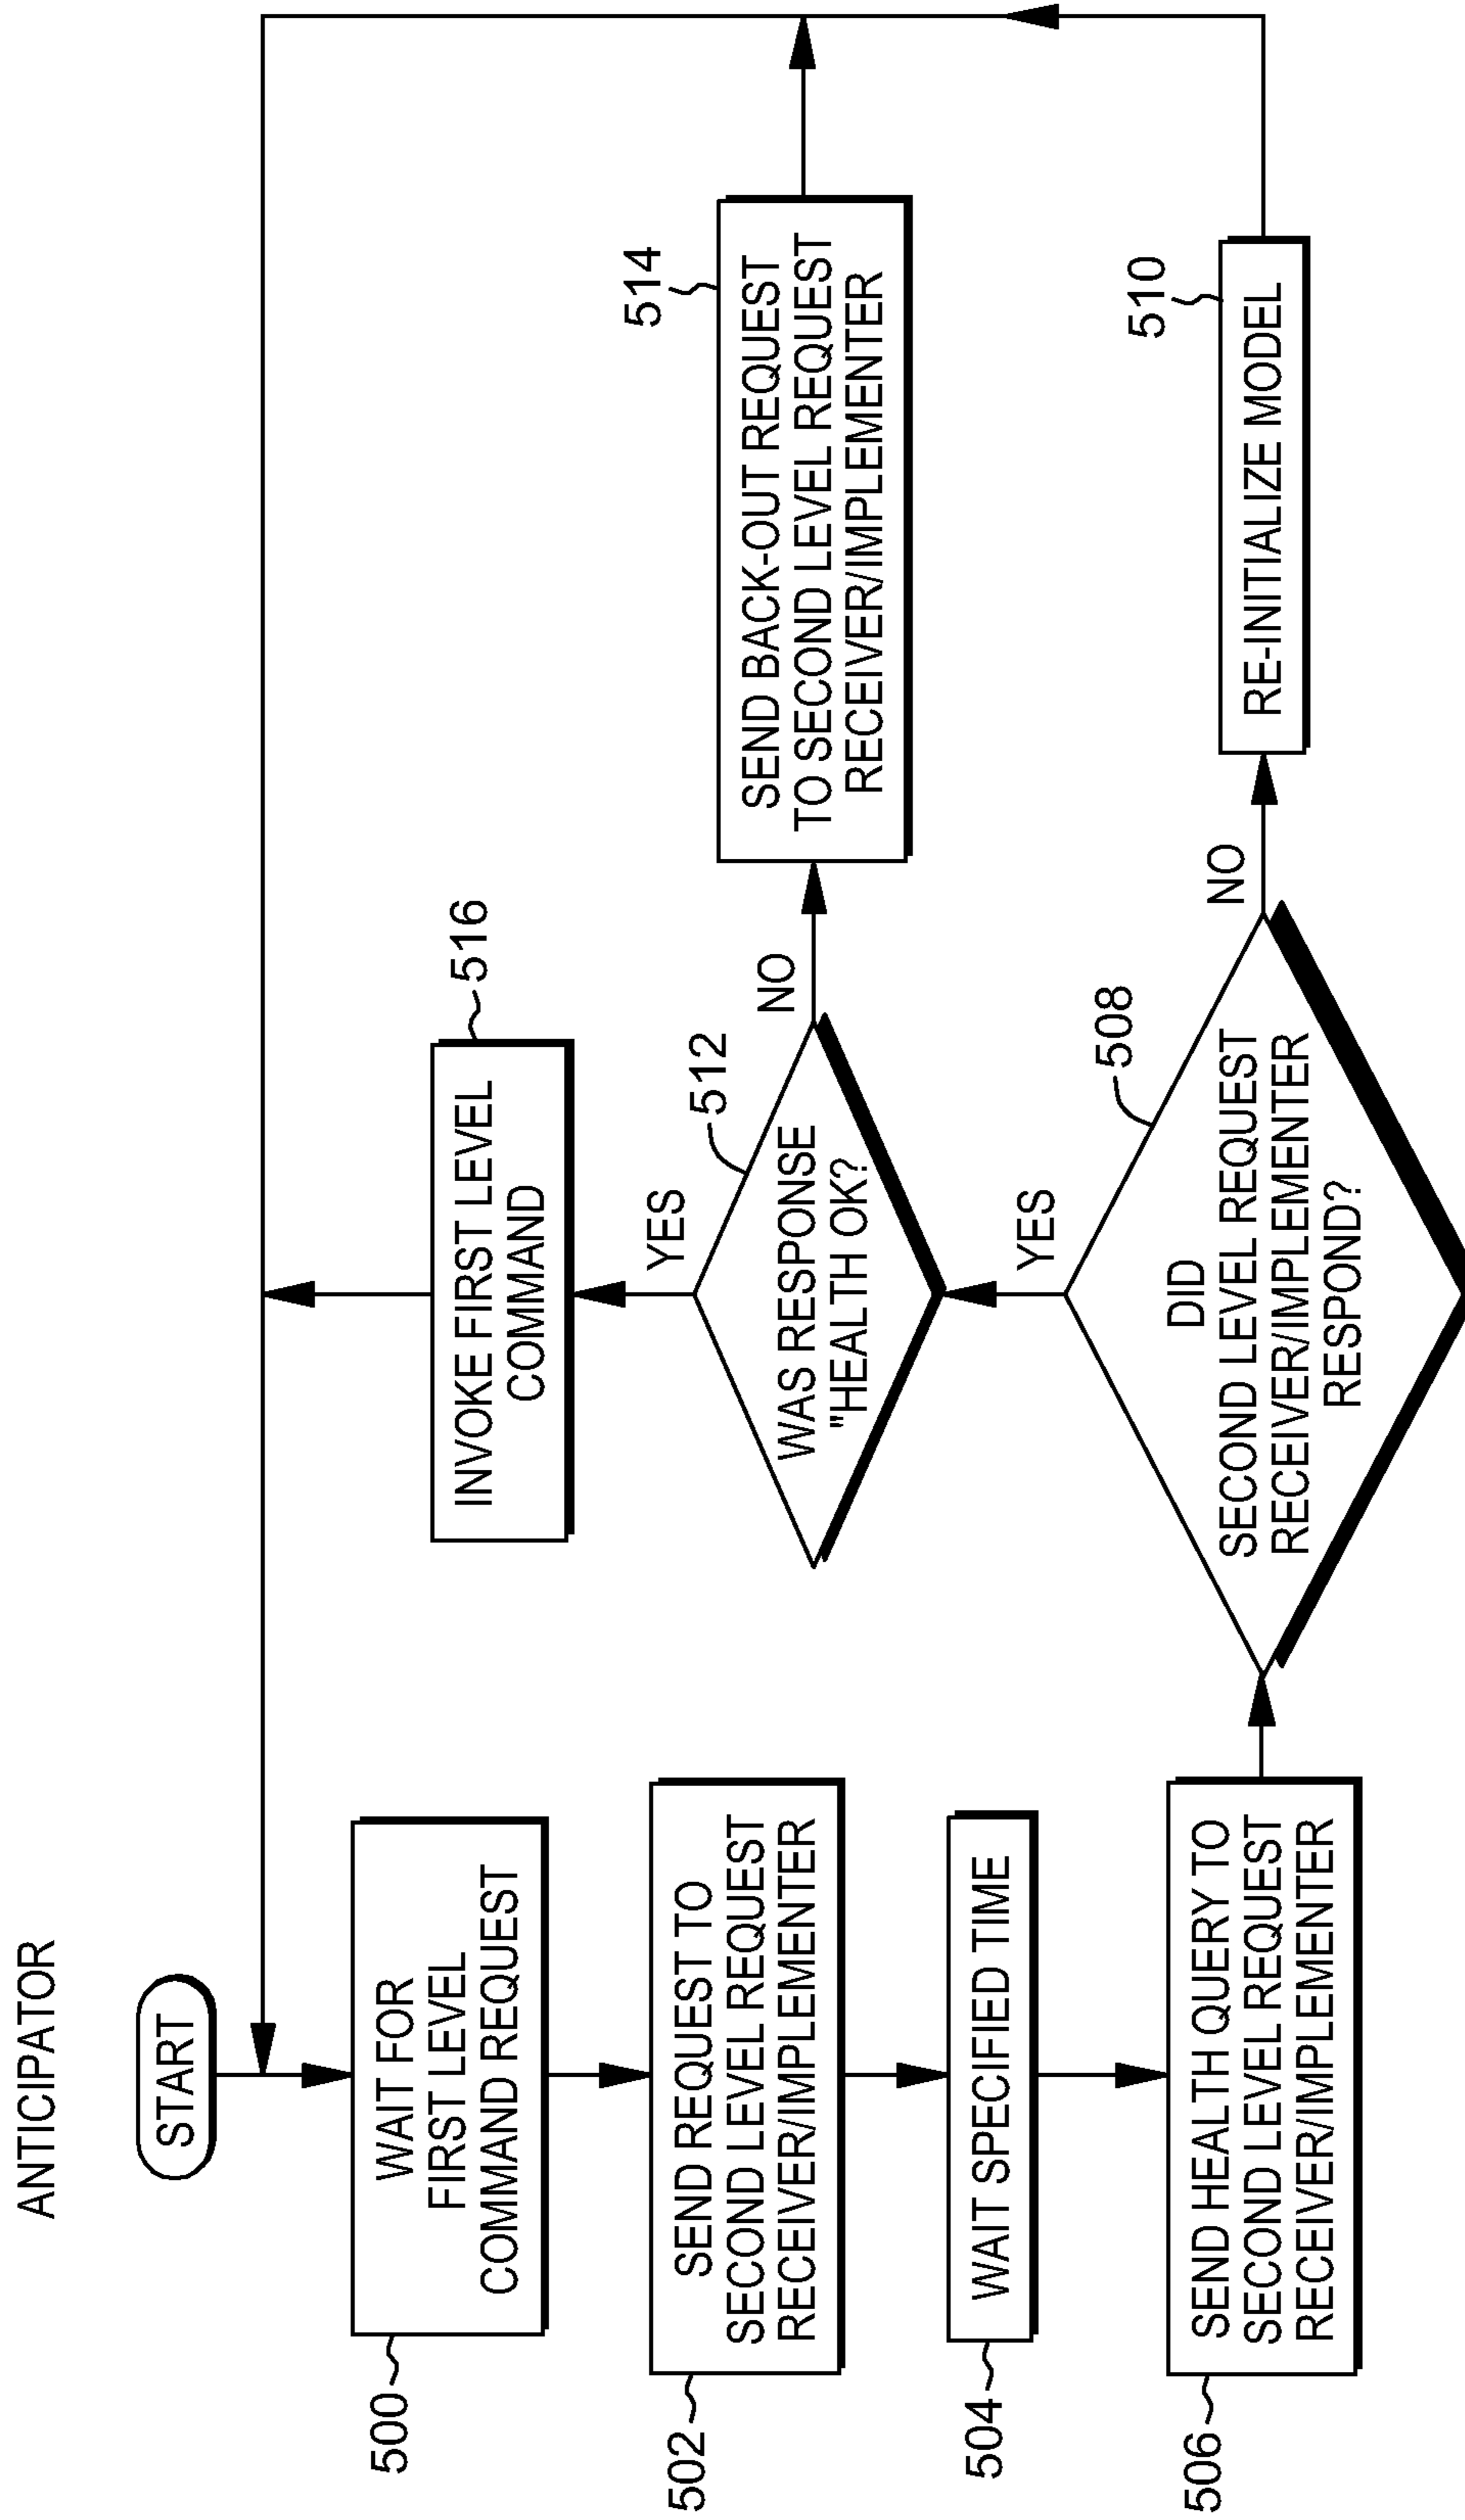 ANTICIPATOR
START
500
WAIT FOR
FIRST LEVEL
COMMAND REQUEST
502
SEND REQUEST TO
SECOND LEVEL REQUEST
RECEIVER/IMPLEMENTER
504
WAIT SPECIFIED TIME
506
SEND HEALTH QUERY TO
SECOND LEVEL REQUEST
RECEIVER/IMPLEMENTER
508
DID
SECOND LEVEL REQUEST
RECEIVER/IMPLEMENTER
RESPOND?
NO
510
RE-INITIALIZE MODEL
YES
512
WAS RESPONSE
"HEALTH OK?
NO
514
SEND BACK-OUT REQUEST
TO SECOND LEVEL REQUEST
RECEIVER/IMPLEMENTER
YES
516
INVOKE FIRST LEVEL
COMMAND